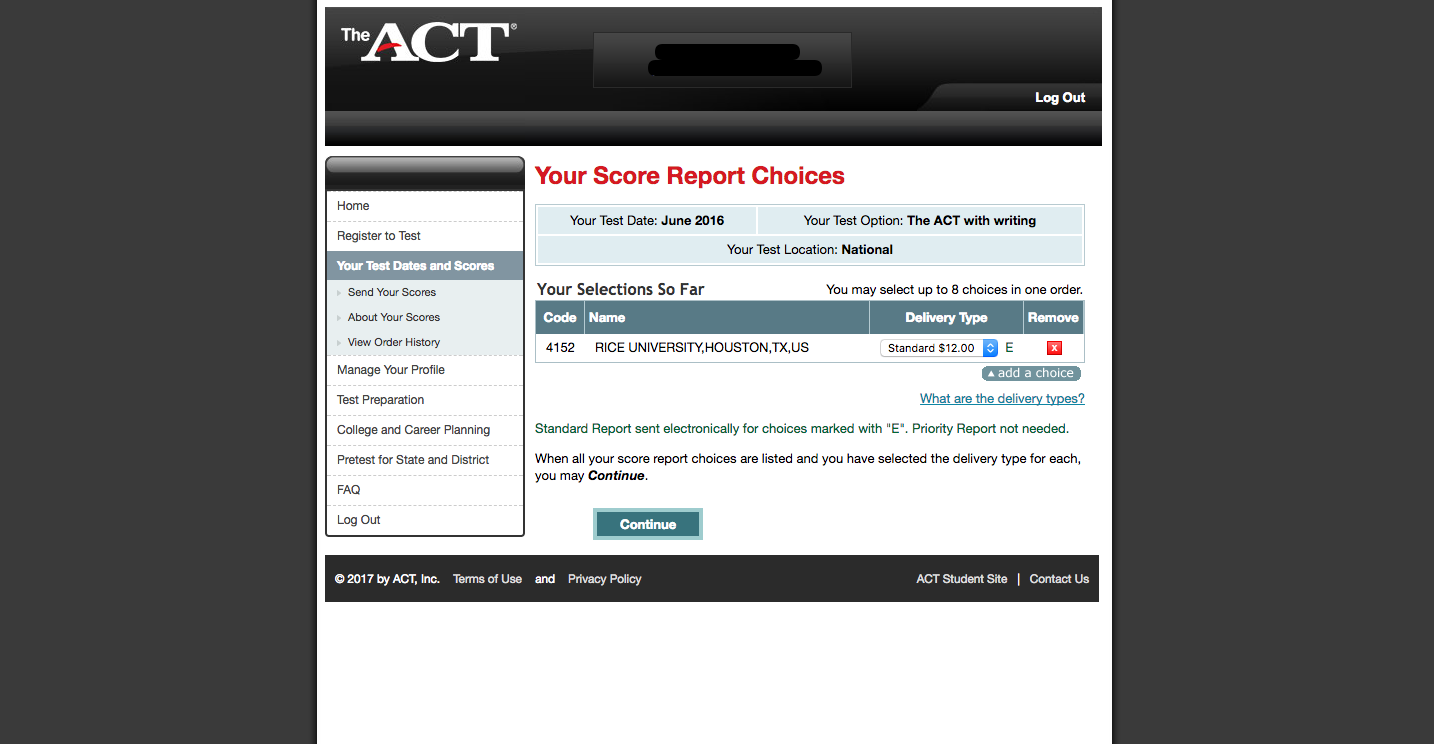 The ACT®
Log Out
Home
Register to Test
Your Test Dates and Scores
Send Your Scores
About Your Scores
View Order History
Manage Your Profile
Test Preparation
College and Career Planning
Pretest for State and District
FAQ
Log Out
Your Score Report Choices
Your Test Date: June 2016 Your Test Option: The ACT with writing
Your Test Location: National
Your Selections So Far You may select up to 8 choices in one order.
Code Name Delivery Type Remove
4152 RICE UNIVERSITY,HOUSTON,TX,US Standard $12.00 E x
add a choice
What are the delivery types?
Standard Report sent electronically for choices marked with "E". Priority Report not needed.
When all your score report choices are listed and you have selected the delivery type for each,
you may Continue.
Continue
© 2017 by ACT, Inc. Terms of Use and Privacy Policy ACT Student Site | Contact Us